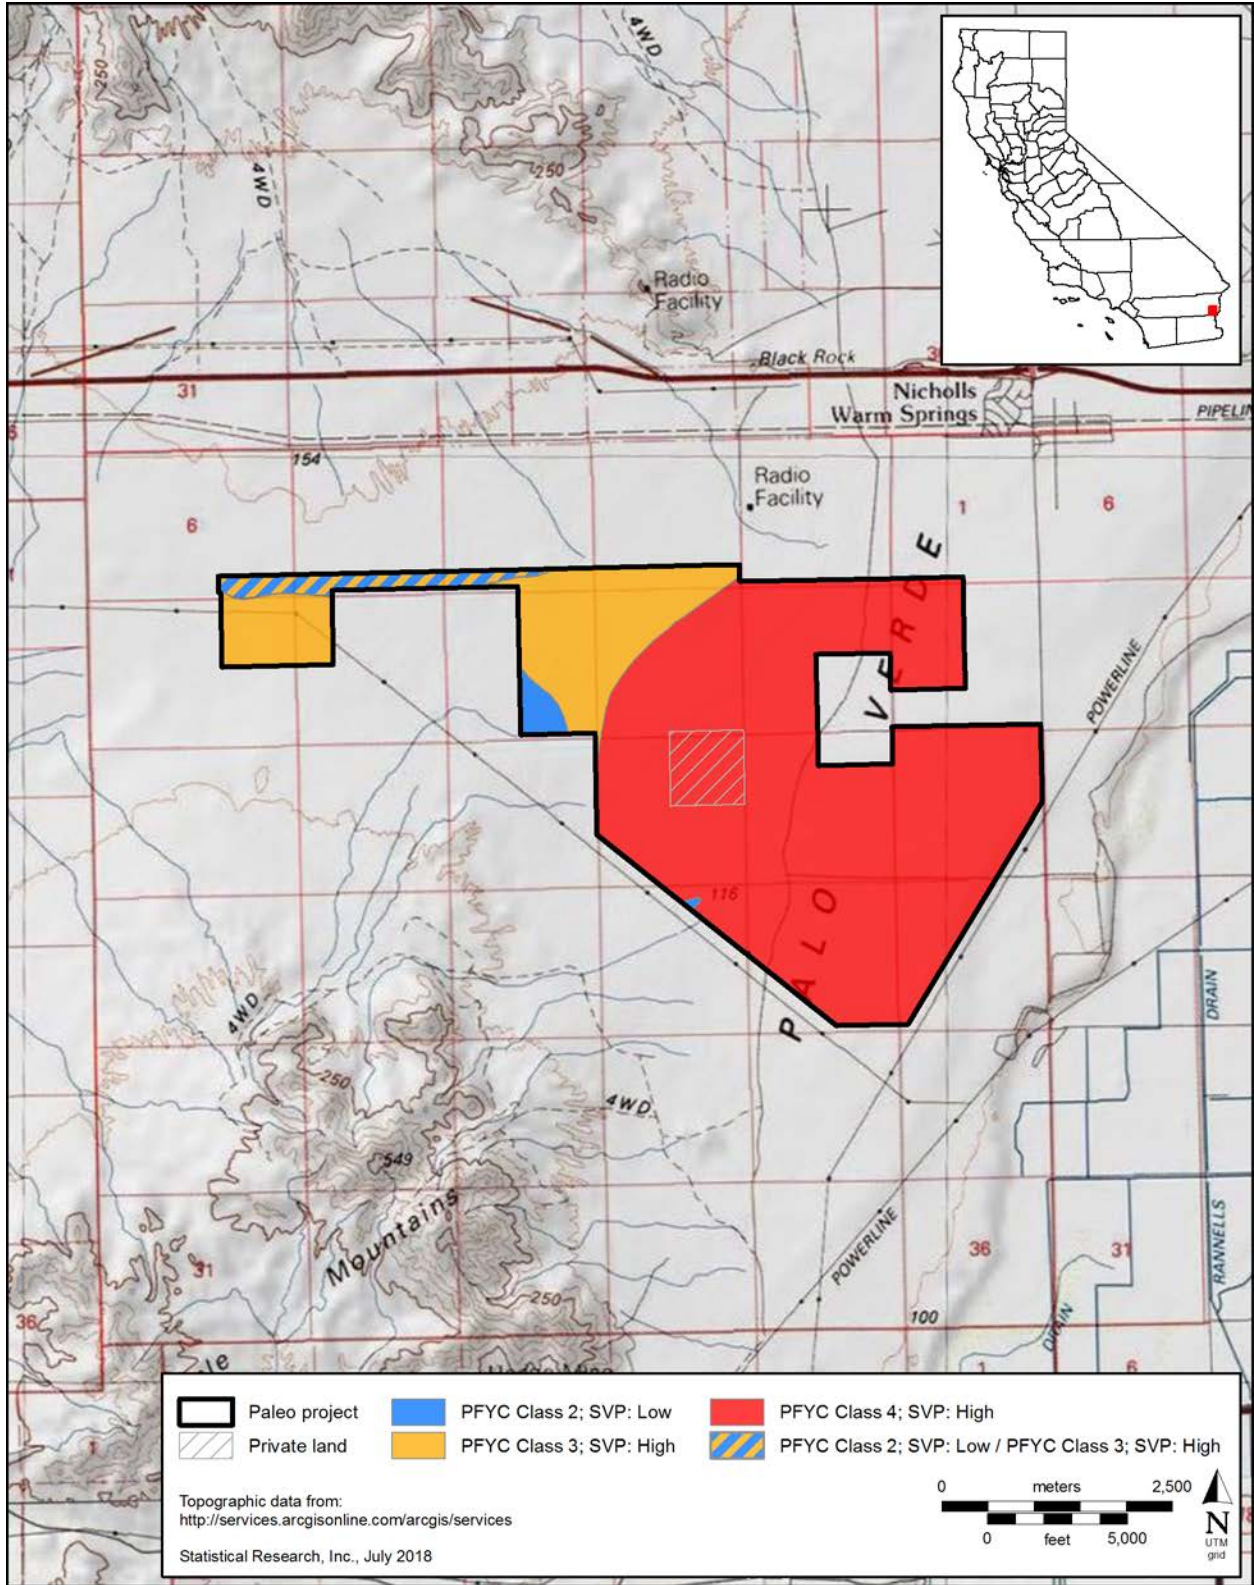 4WD
250
4WD
250
Radio
Facility
Black Rock
31
Nicholls
Warm Springs
154
Radio
Facility
6
1
6
PALO VERDE
POWERLINE
116
4WD
DRAIN
250
4WD
549
Mountains
31
36
31
POWERLINE
RANNELLS
250
36
100
DRAIN
1
6
1
Paleo project
PFYC Class 2; SVP: Low
PFYC Class 4; SVP: High
Private land
PFYC Class 3; SVP: High
PFYC Class 2; SVP: Low / PFYC Class 3; SVP: High
Topographic data from:
http://services.arcgisonline.com/arcgis/services
Statistical Research, Inc., July 2018
0 meters 2,500
0 feet 5,000
N
UTM
grid